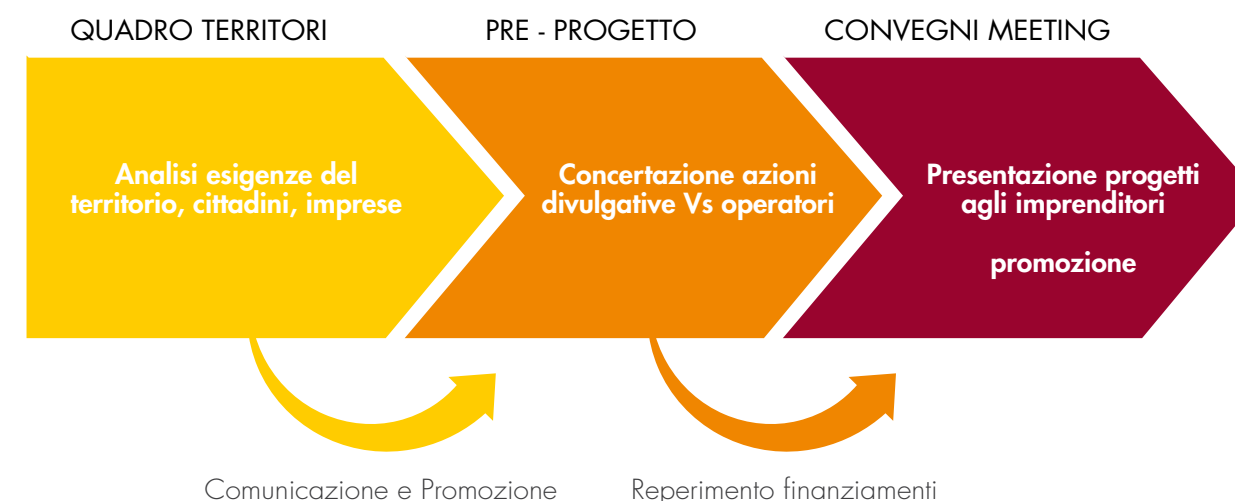 QUADRO TERRITORI
PRE - PROGETTO
CONVEGNI MEETING
Analisi esigenze del
territorio, cittadini, imprese
Concertazione azioni
divulgative Vs operatori
Presentazione progetti
agli imprenditori
promozione
Comunicazione e Promozione
Reperimento finanziamenti